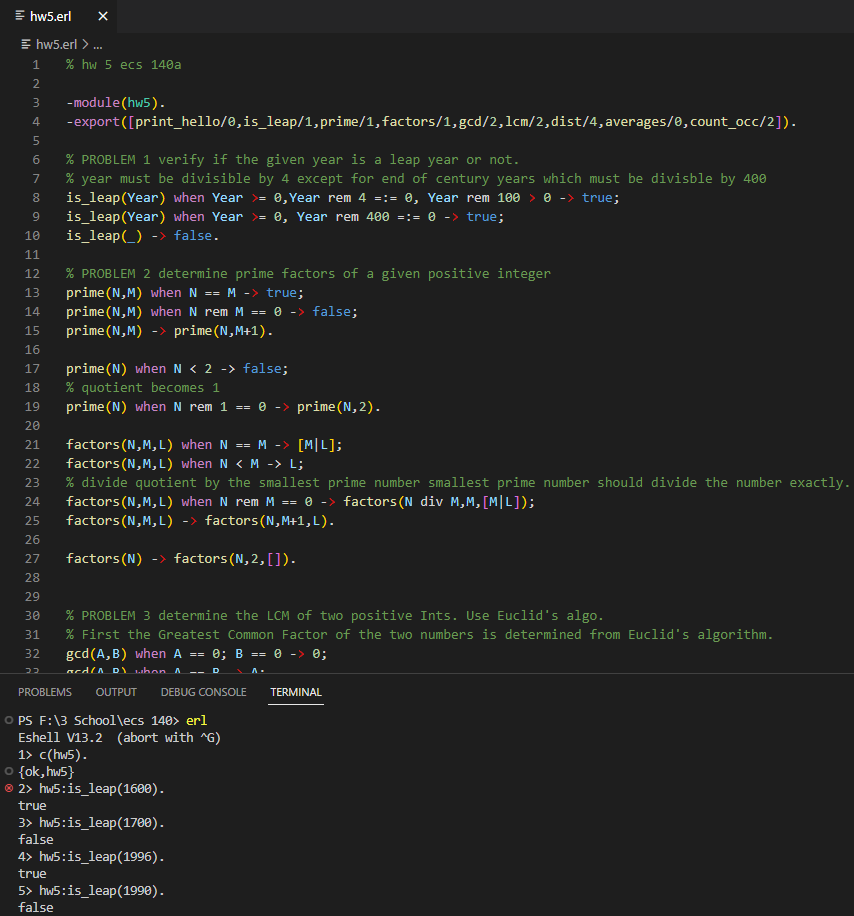 hw5.erl
hw5.erl > ...
1 % hw 5 ecs 140a
2
3 -module(hw5).
4 -export([print_hello/0,is_leap/1,prime/1,factors/1,gcd/2,lcm/2,dist/4,averages/0,count_occ/2]).
5
6 % PROBLEM 1 verify if the given year is a leap year or not.
7 % year must be divisible by 4 except for end of century years which must be divisble by 400
8 is_leap(Year) when Year >= 0,Year rem 4 =:= 0, Year rem 100 > 0 -> true;
9 is_leap(Year) when Year >= 0, Year rem 400 =:= 0 -> true;
10 is_leap(_) -> false.
11
12 % PROBLEM 2 determine prime factors of a given positive integer
13 prime(N,M) when N == M -> true;
14 prime(N,M) when N rem M == 0 -> false;
15 prime(N,M) -> prime(N,M+1).
16
17 prime(N) when N < 2 -> false;
18 % quotient becomes 1
19 prime(N) when N rem 1 == 0 -> prime(N,2).
20
21 factors(N,M,L) when N == M -> [M|L];
22 factors(N,M,L) when N < M -> L;
23 % divide quotient by the smallest prime number smallest prime number should divide the number exactly.
24 factors(N,M,L) when N rem M == 0 -> factors(N div M,M,[M|L]);
25 factors(N,M,L) -> factors(N,M+1,L).
26
27 factors(N) -> factors(N,2,[]).
28
29
30 % PROBLEM 3 determine the LCM of two positive Ints. Use Euclid's algo.
31 % First the Greatest Common Factor of the two numbers is determined from Euclid's algorithm.
32 gcd(A,B) when A == 0; B == 0 -> 0;
33 gcd(A,B) when A == B -> A;
PROBLEMS OUTPUT DEBUG CONSOLE TERMINAL
PS F:\3 School\ecs 140> erl
Eshell V13.2  (abort with ^G)
1> c(hw5).
{ok,hw5}
2> hw5:is_leap(1600).
true
3> hw5:is_leap(1700).
false
4> hw5:is_leap(1996).
true
5> hw5:is_leap(1990).
false